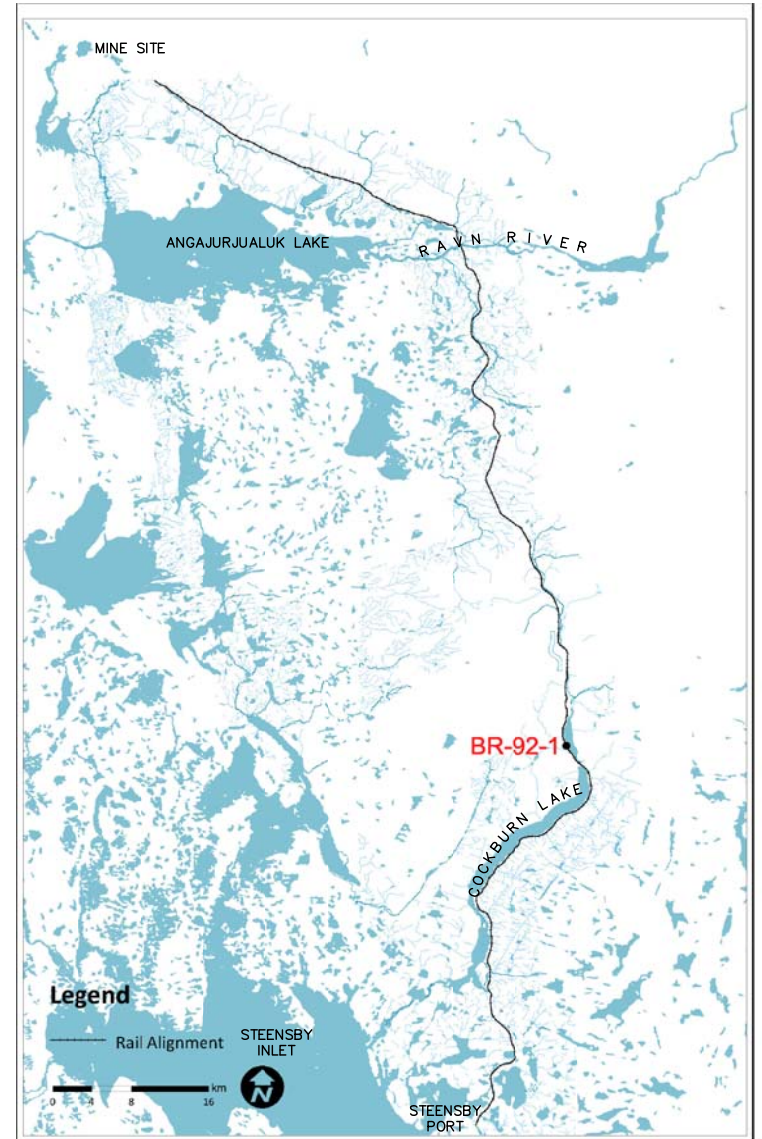 MINE SITE
ANGAJURJUALUK LAKE
RAVN RIVER
BR-92-1
COCKBURN LAKE
Legend
Rail Alignment
STEENSBY
INLET
km
0 4 8 16
N
STEENSBY
PORT